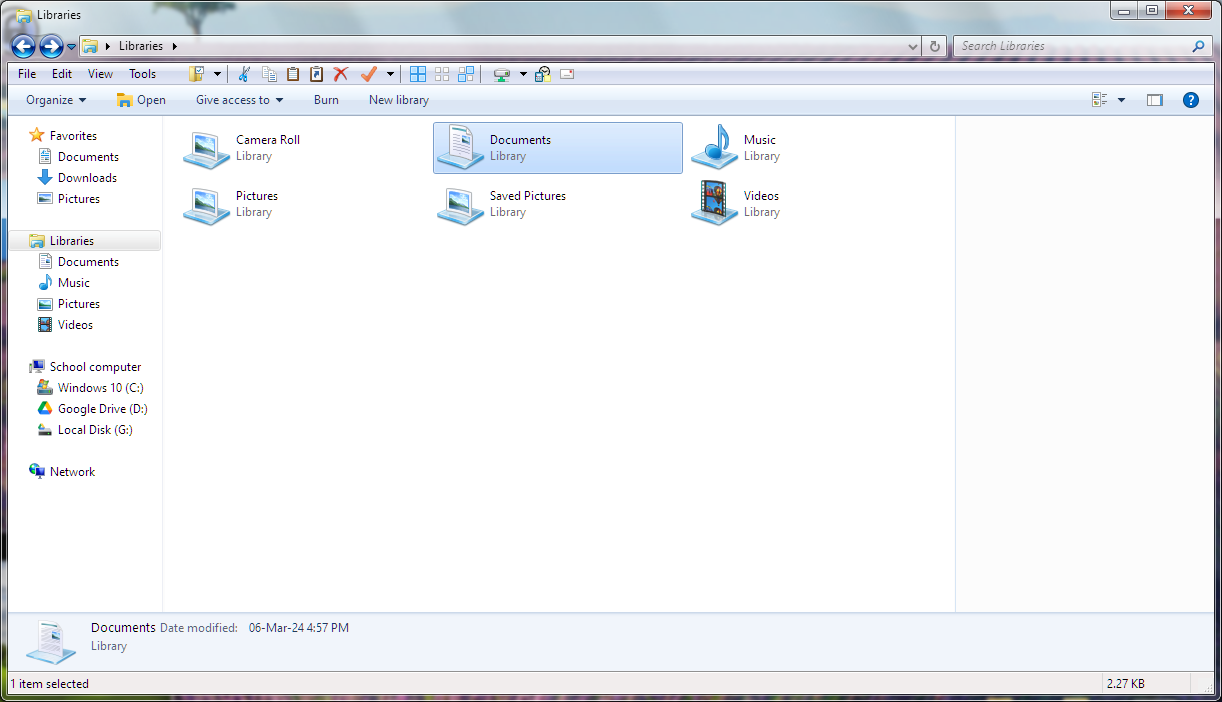 Libraries
Libraries
Search Libraries
File Edit View Tools
Organize Open Give access to Burn New library
Favorites
Documents
Downloads
Pictures
Libraries
Documents
Music
Pictures
Videos
School computer
Windows 10 (C:)
Google Drive (D:)
Local Disk (G:)
Network
Camera Roll
Library
Documents
Library
Music
Library
Pictures
Library
Saved Pictures
Library
Videos
Library
Documents Date modified: 06-Mar-24 4:57 PM
Library
1 item selected
2.27 KB